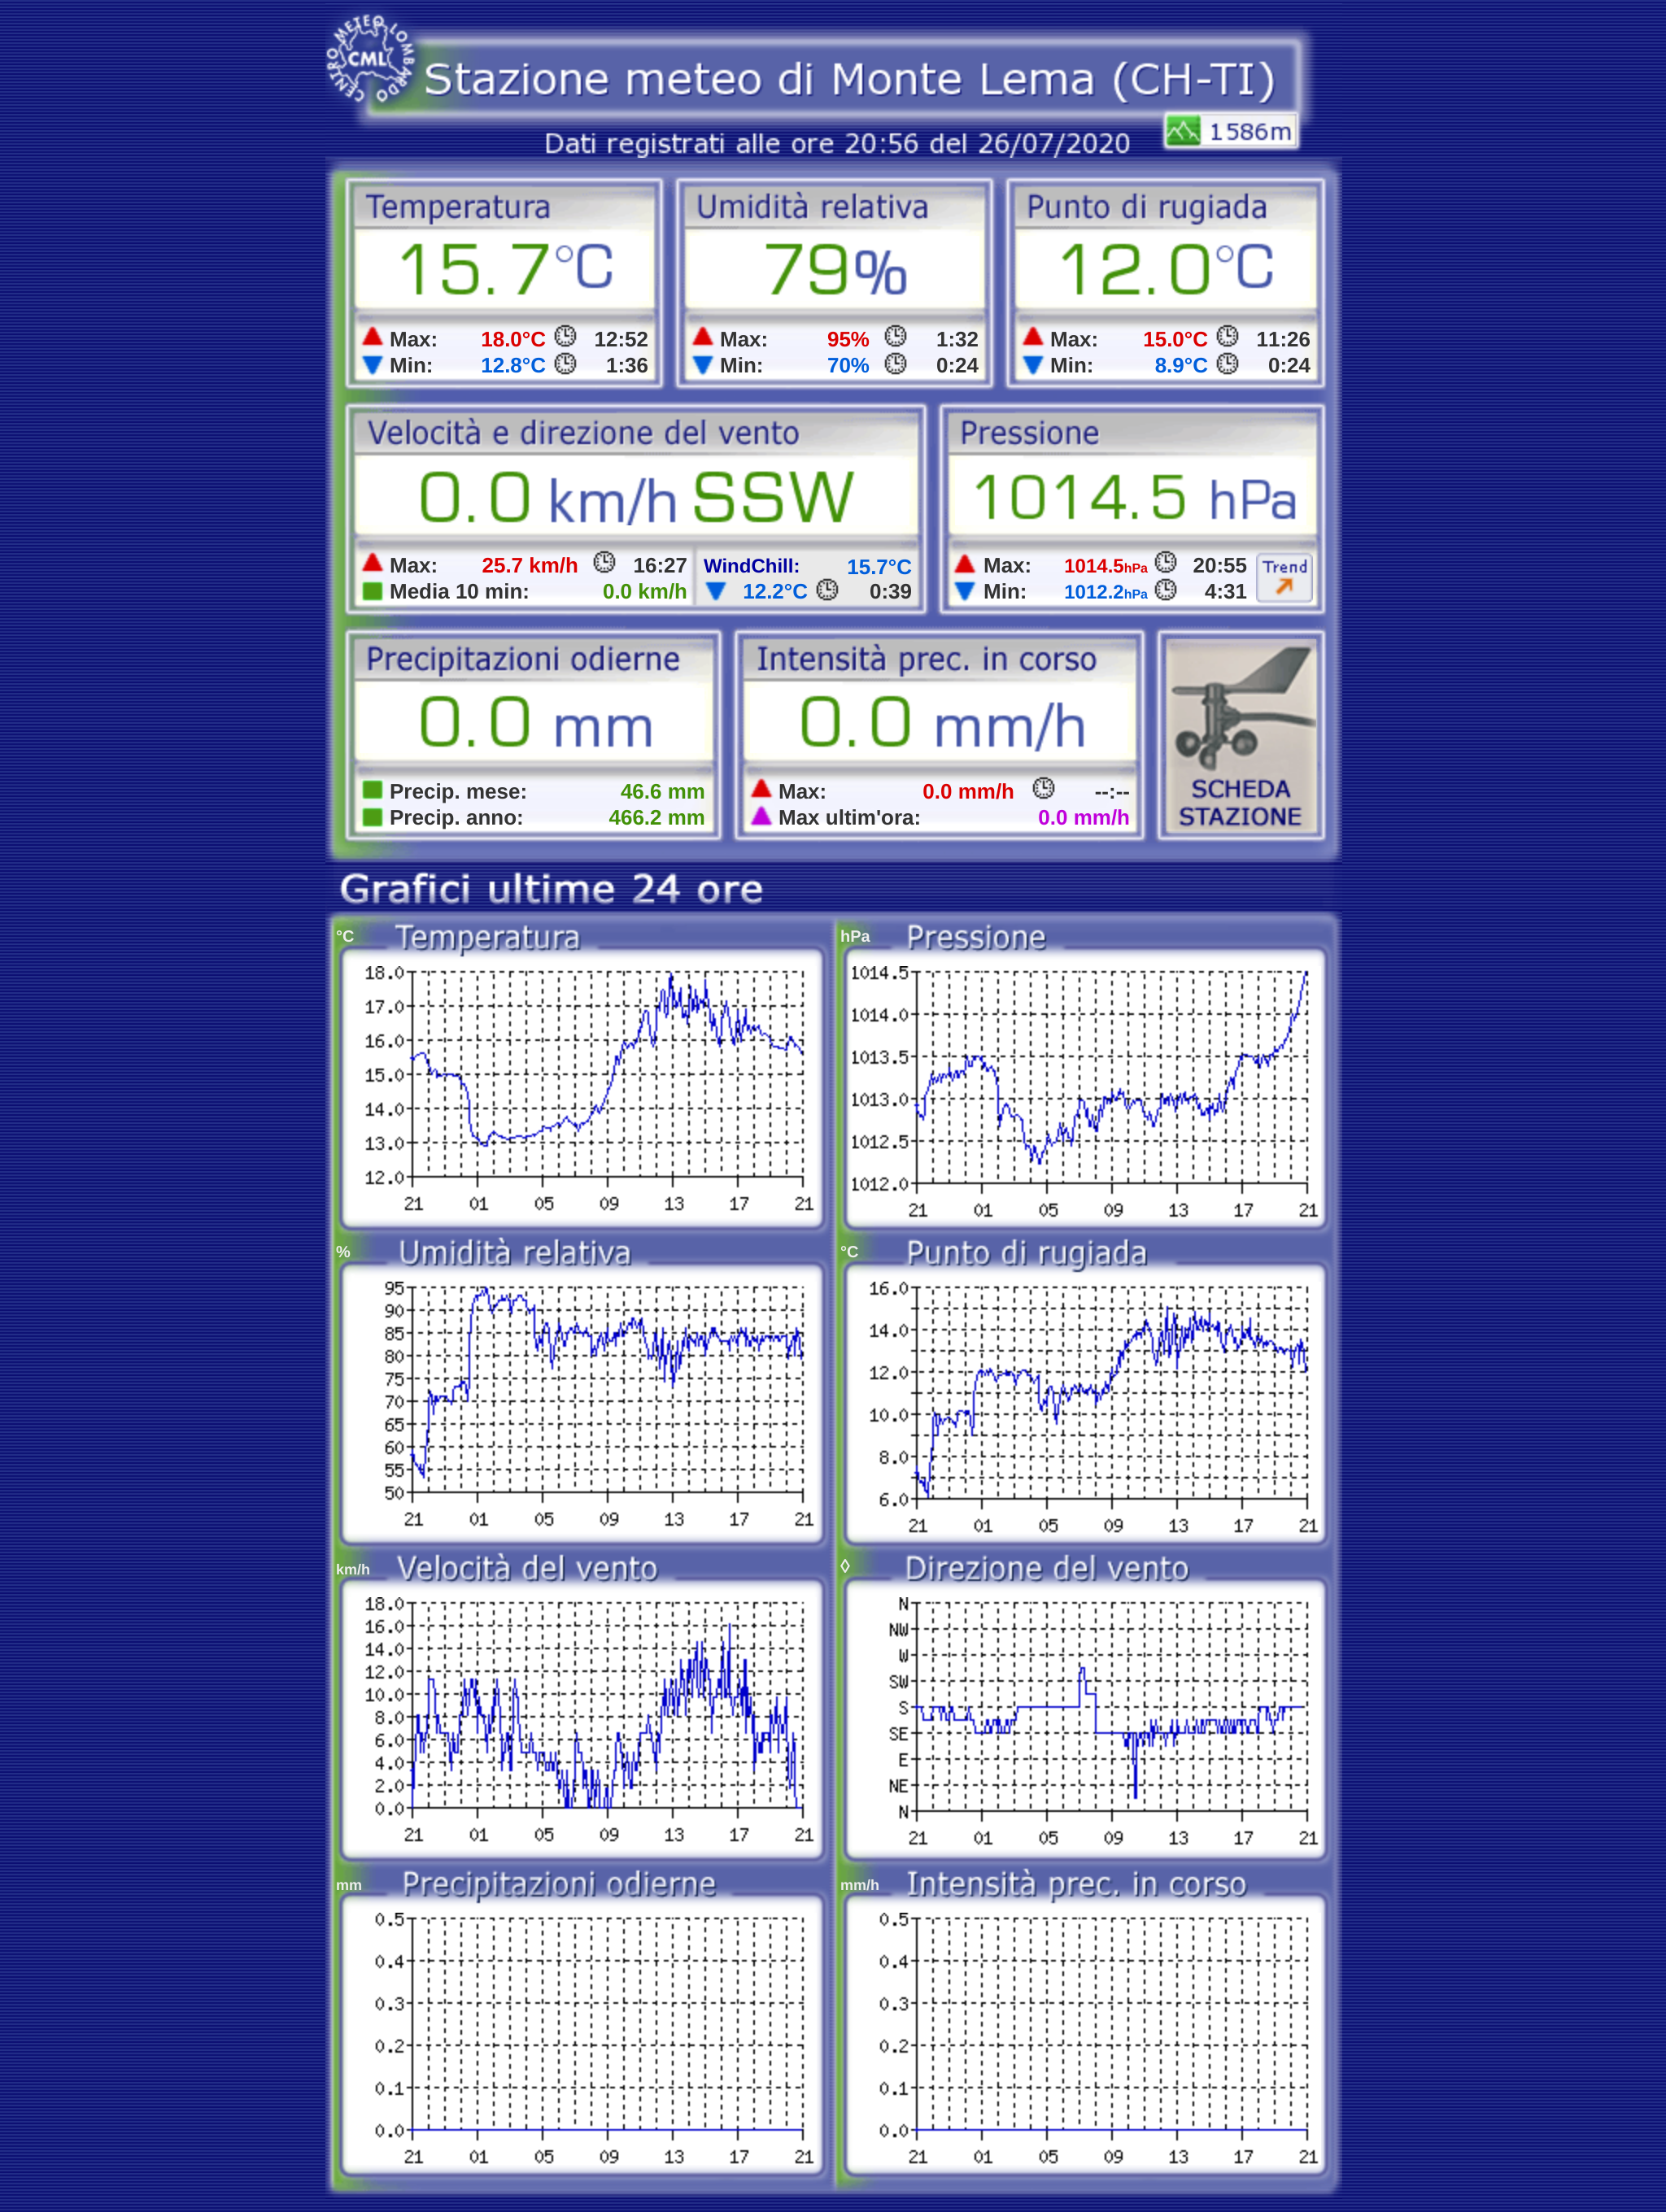 CENTRO METEO LOMBARDO
CML
Stazione meteo di Monte Lema (CH-TI)
1586m
Dati registrati alle ore 20:56 del 26/07/2020
Temperatura
15.7°C
Max: 18.0°C 12:52
Min: 12.8°C 1:36
Umidità relativa
79%
Max: 95% 1:32
Min: 70% 0:24
Punto di rugiada
12.0°C
Max: 15.0°C 11:26
Min: 8.9°C 0:24
Velocità e direzione del vento
0.0 km/h SSW
Max: 25.7 km/h 16:27
Media 10 min: 0.0 km/h
WindChill: 15.7°C
12.2°C 0:39
Pressione
1014.5 hPa
Max: 1014.5hPa 20:55
Min: 1012.2hPa 4:31
Trend
Precipitazioni odierne
0.0 mm
Precip. mese: 46.6 mm
Precip. anno: 466.2 mm
Intensità prec. in corso
0.0 mm/h
Max: 0.0 mm/h --:--
Max ultim'ora: 0.0 mm/h
SCHEDA
STAZIONE
Grafici ultime 24 ore
°C Temperatura
18.0
17.0
16.0
15.0
14.0
13.0
12.0
21 01 05 09 13 17 21
hPa Pressione
1014.5
1014.0
1013.5
1013.0
1012.5
1012.0
21 01 05 09 13 17 21
% Umidità relativa
95
90
85
80
75
70
65
60
55
50
21 01 05 09 13 17 21
°C Punto di rugiada
16.0
14.0
12.0
10.0
8.0
6.0
21 01 05 09 13 17 21
km/h Velocità del vento
18.0
16.0
14.0
12.0
10.0
8.0
6.0
4.0
2.0
0.0
21 01 05 09 13 17 21
◊ Direzione del vento
N
NW
W
SW
S
SE
E
NE
N
21 01 05 09 13 17 21
mm Precipitazioni odierne
0.5
0.4
0.3
0.2
0.1
0.0
21 01 05 09 13 17 21
mm/h Intensità prec. in corso
0.5
0.4
0.3
0.2
0.1
0.0
21 01 05 09 13 17 21